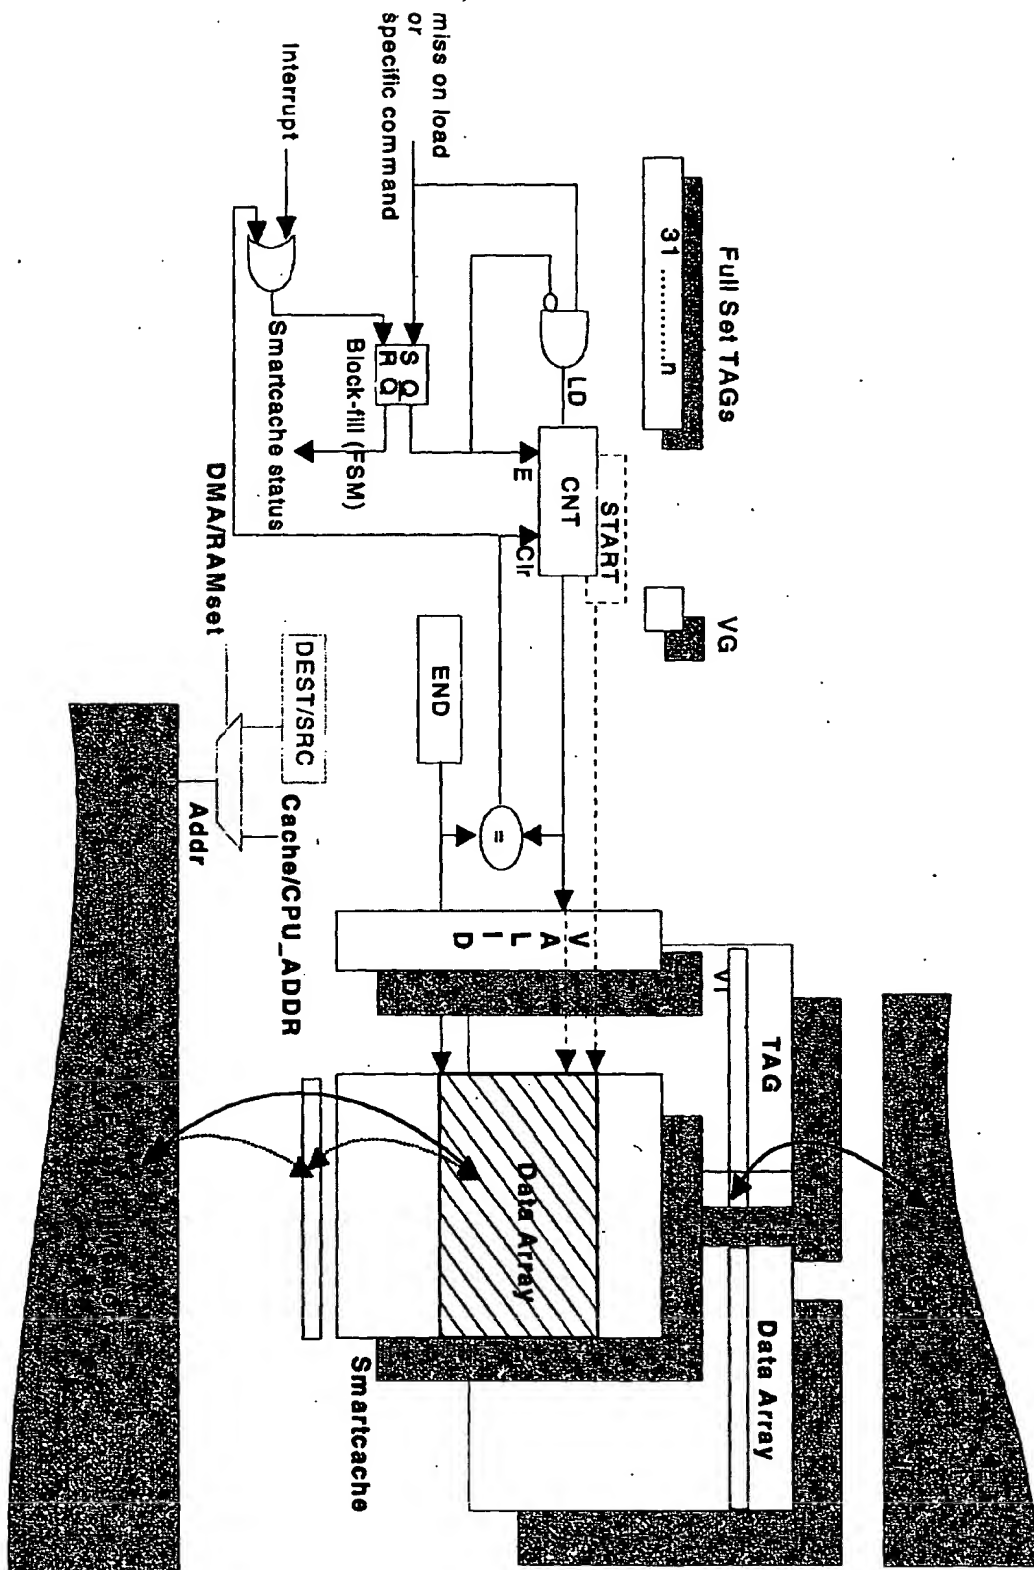 Full Set TAGs
31 ............n
VG
TAG
VI
Data Array
START
CNT
LD
E
Clr
miss on load
or
specific command
S Q
R Q
Block-fill (FSM)
Smartcache status
Interrupt
DMA/RAMset
END
=
VALID
Data Array
Smartcache
DEST/SRC
Cache/CPU_ADDR
Addr